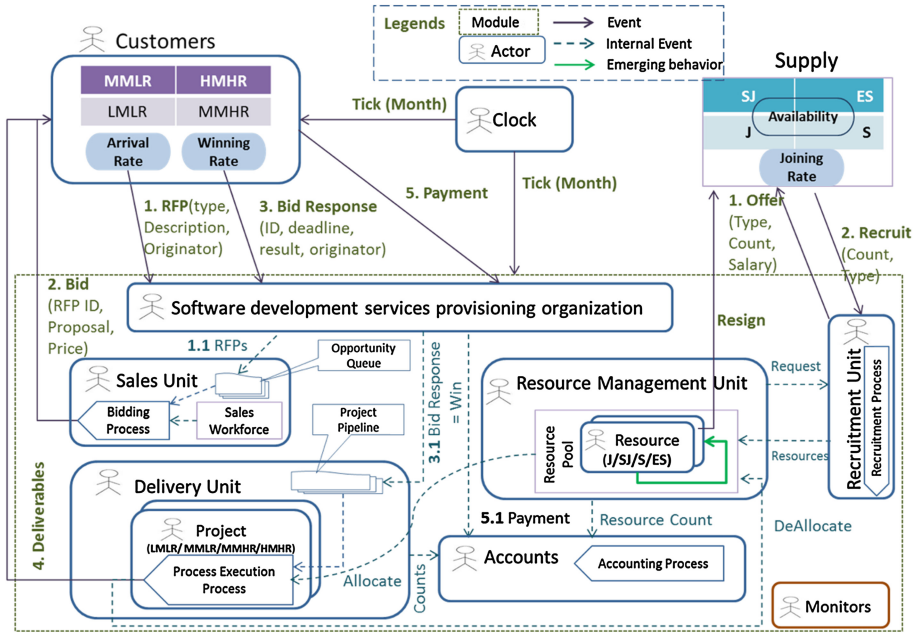 Legends
Module
Actor
Event
Internal Event
Emerging behavior
Customers
MMLR
HMHR
LMLR
MMHR
Arrival
Rate
Winning
Rate
Tick (Month)
Clock
Supply
SJ
ES
Availability
J
S
Joining
Rate
1. RFP(type,
Description,
Originator)
3. Bid Response
(ID, deadline,
result, originator)
5. Payment
Tick (Month)
1. Offer
(Type,
Count,
Salary)
2. Recruit
(Count,
Type)
2. Bid
(RFP ID,
Proposal,
Price)
Software development services provisioning organization
Resign
1.1 RFPs
Opportunity
Queue
Sales Unit
Bidding
Process
Sales
Workforce
Project
Pipeline
3.1 Bid Response
= Win
Resource Management Unit
Resource
Pool
Resource
(J/SJ/S/ES)
Request
Resources
Recruitment Unit
Recruitment Process
4. Deliverables
Delivery Unit
Project
(LMLR/ MMLR/MMHR/HMHR)
Process Execution
Process
Allocate
Counts
5.1 Payment
Resource Count
DeAllocate
Accounts
Accounting Process
Monitors